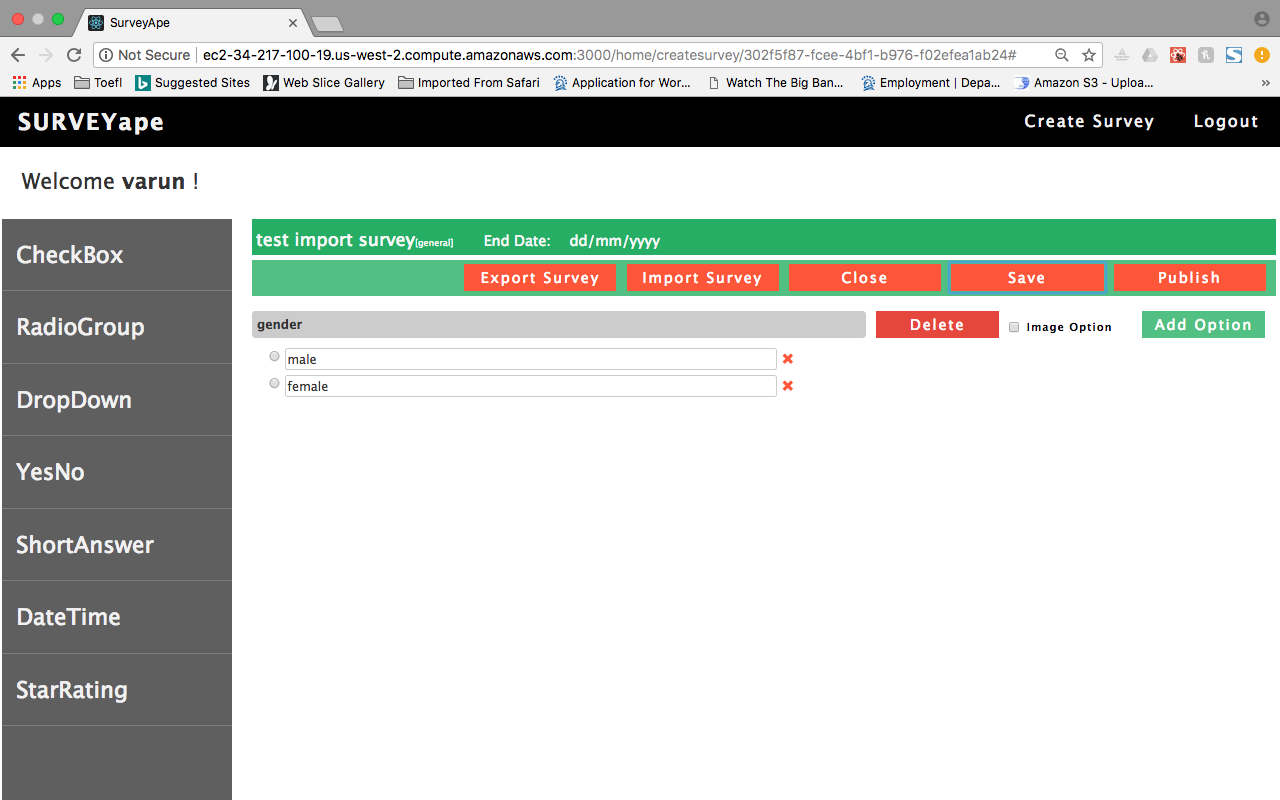 SurveyApe
Not Secure ec2-34-217-100-19.us-west-2.compute.amazonaws.com:3000/home/createsurvey/302f5f87-fcee-4bf1-b976-f02efea1ab24#
Apps Toefl Suggested Sites Web Slice Gallery Imported From Safari Application for Wor... Watch The Big Ban... Employment | Depa... Amazon S3 - Uploa... »
SURVEYape Create Survey Logout
Welcome varun !
CheckBox
RadioGroup
DropDown
YesNo
ShortAnswer
DateTime
StarRating
test import survey[general] End Date: dd/mm/yyyy
Export Survey Import Survey Close Save Publish
gender Delete Image Option Add Option
male
female